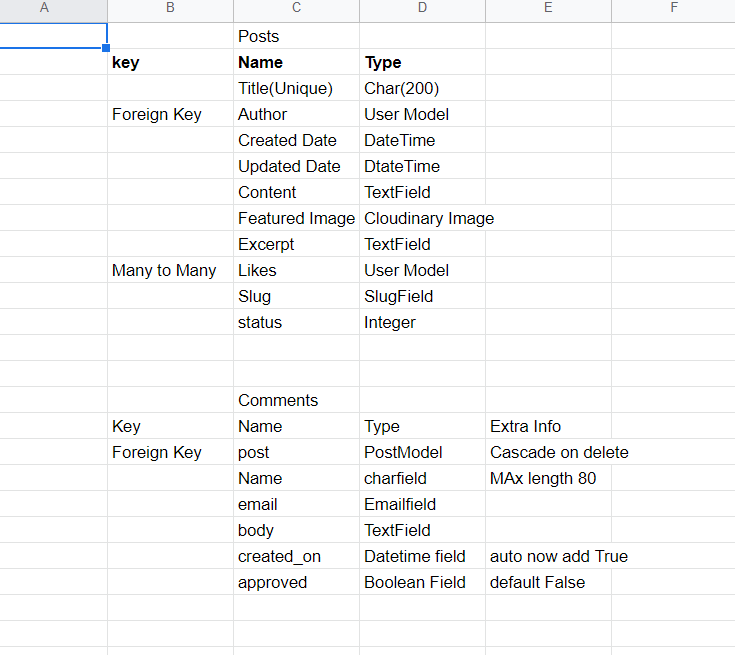 A B C D E F
Posts
key Name Type
Title(Unique) Char(200)
Foreign Key Author User Model
Created Date DateTime
Updated Date DtateTime
Content TextField
Featured Image Cloudinary Image
Excerpt TextField
Many to Many Likes User Model
Slug SlugField
status Integer
Comments
Key Name Type Extra Info
Foreign Key post PostModel Cascade on delete
Name charfield MAx length 80
email Emailfield
body TextField
created_on Datetime field auto now add True
approved Boolean Field default False